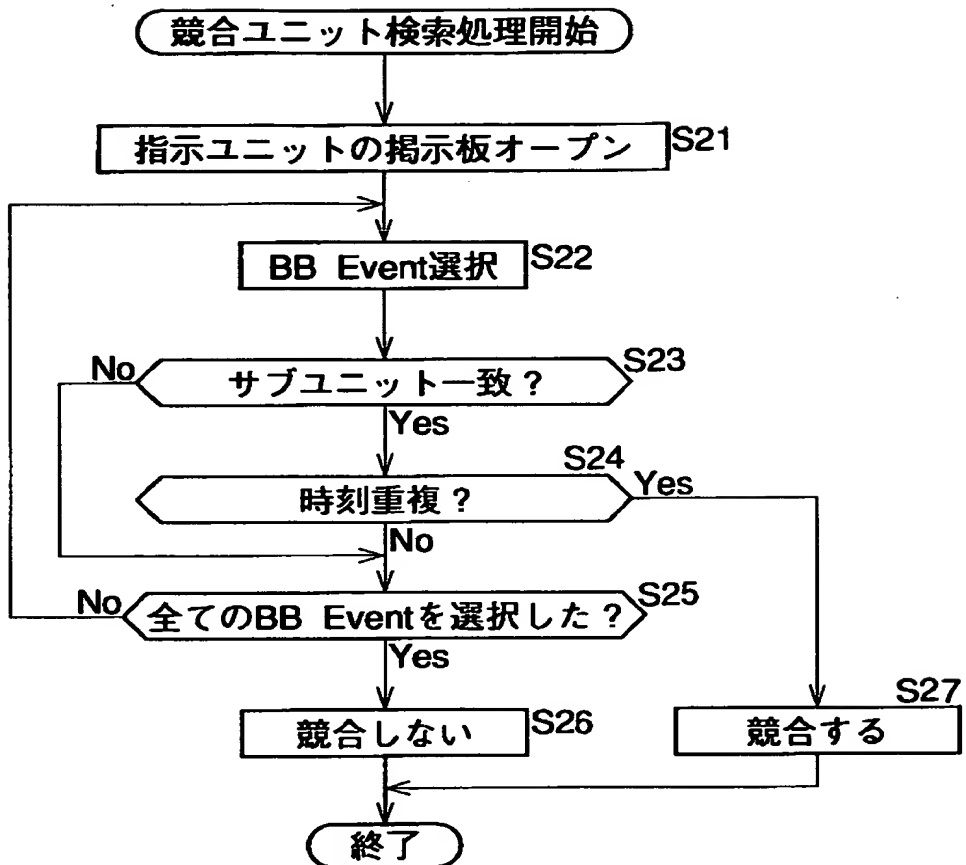 競合ユニット検索処理開始
指示ユニットの掲示板オープン
S21
BB Event選択
S22
サブユニット一致？
S23
No
Yes
時刻重複？
S24
Yes
No
全てのBB Eventを選択した？
S25
No
Yes
競合しない
S26
競合する
S27
終了